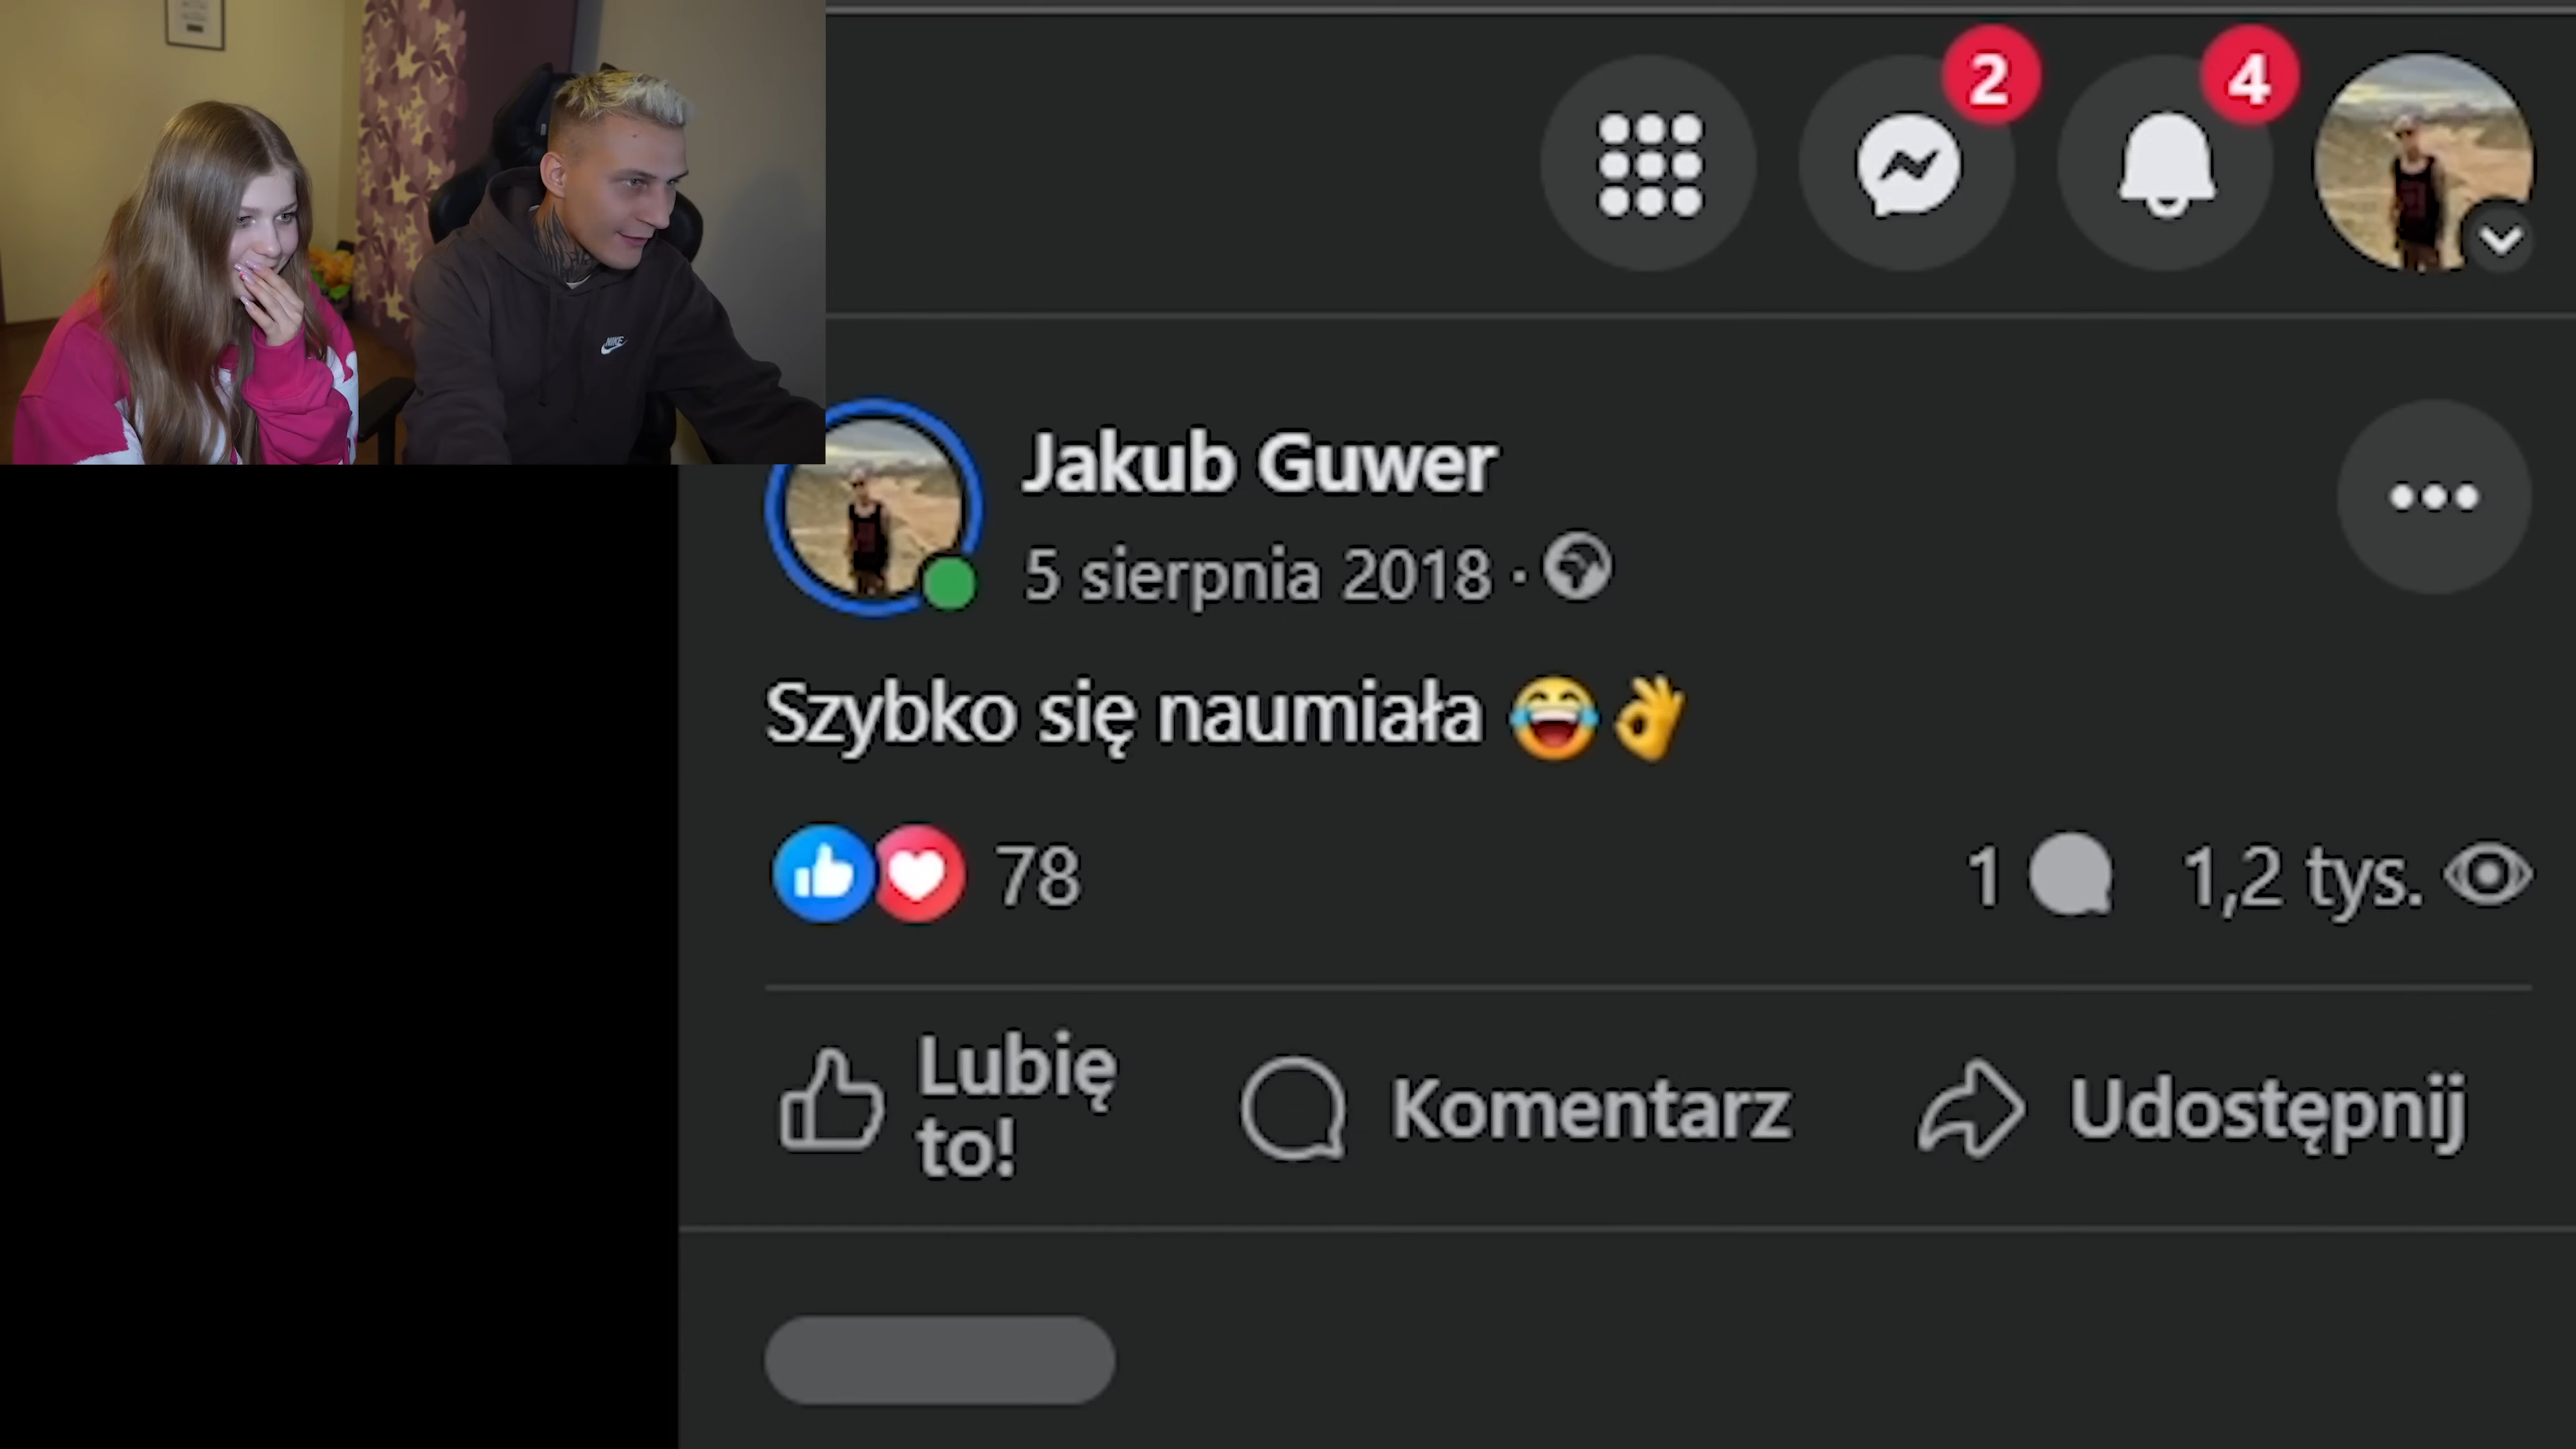 2
4
NIKE
Jakub Guwer
5 sierpnia 2018 ·
Szybko się naumiała 😂👌
78
1
1,2 tys.
Lubię
to!
Komentarz
Udostępnij